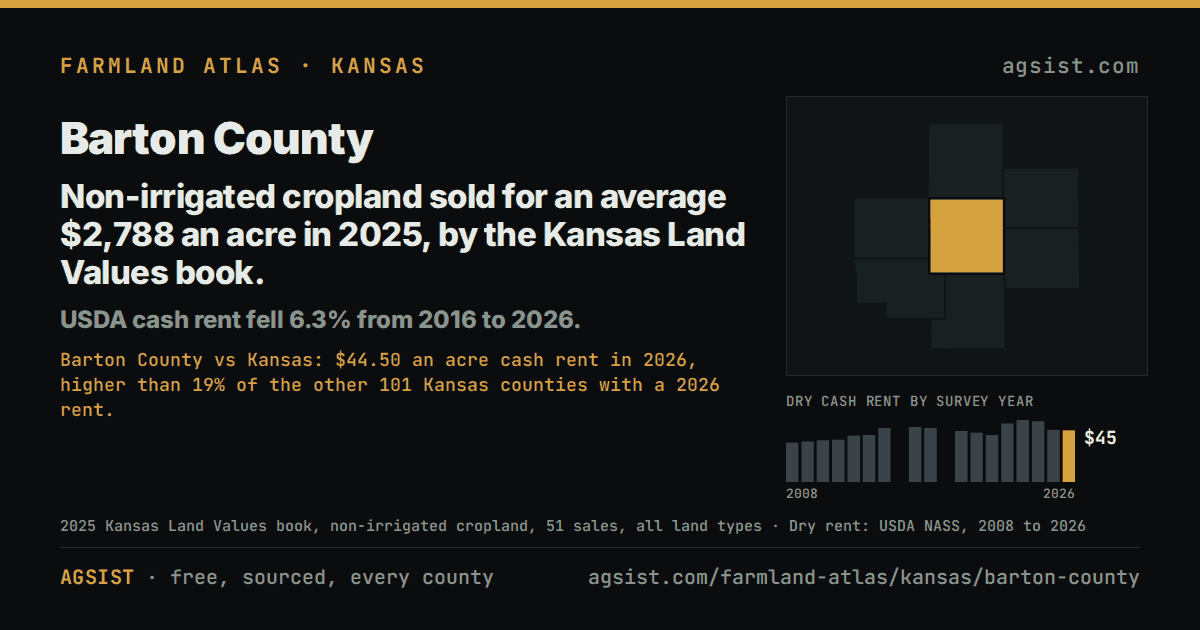 FARMLAND ATLAS · KANSAS
agsist.com
Barton County
Non-irrigated cropland sold for an average
$2,788 an acre in 2025, by the Kansas Land
Values book.
USDA cash rent fell 6.3% from 2016 to 2026.
Barton County vs Kansas: $44.50 an acre cash rent in 2026,
higher than 19% of the other 101 Kansas counties with a 2026
rent.
DRY CASH RENT BY SURVEY YEAR
$45
2008
2026
2025 Kansas Land Values book, non-irrigated cropland, 51 sales, all land types · Dry rent: USDA NASS, 2008 to 2026
AGSIST · free, sourced, every county
agsist.com/farmland-atlas/kansas/barton-county